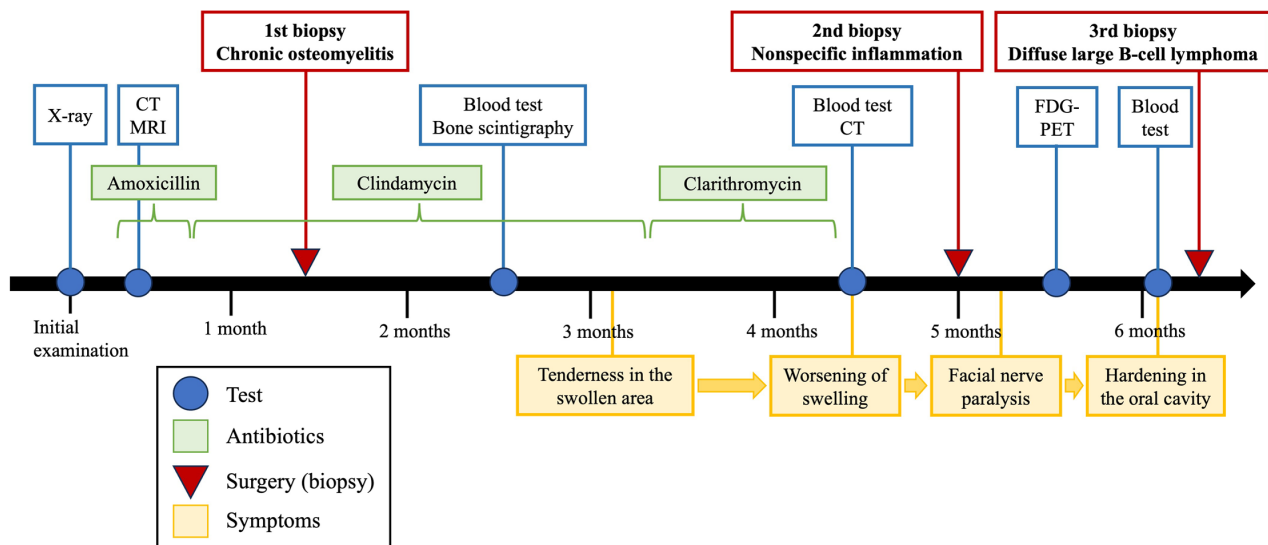 1st biopsy
Chronic osteomyelitis
2nd biopsy
Nonspecific inflammation
3rd biopsy
Diffuse large B-cell lymphoma
X-ray
CT
MRI
Blood test
Bone scintigraphy
Blood test
CT
FDG-
PET
Blood
test
Amoxicillin
Clindamycin
Clarithromycin
Initial
examination
1 month
2 months
3 months
4 months
5 months
6 months
Tenderness in the
swollen area
Worsening of
swelling
Facial nerve
paralysis
Hardening in
the oral cavity
Test
Antibiotics
Surgery (biopsy)
Symptoms